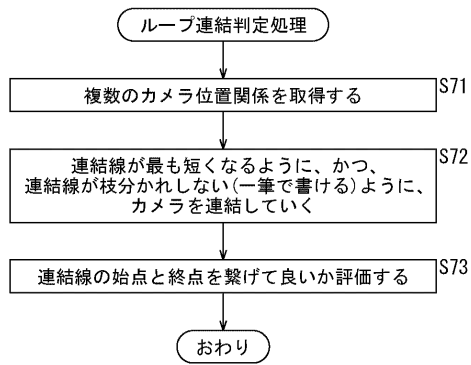 ループ連結判定処理
S71
複数のカメラ位置関係を取得する
S72
連結線が最も短くなるように、かつ、
連結線が枝分かれしない(一筆で書ける)ように、
カメラを連結していく
S73
連結線の始点と終点を繋げて良いか評価する
おわり